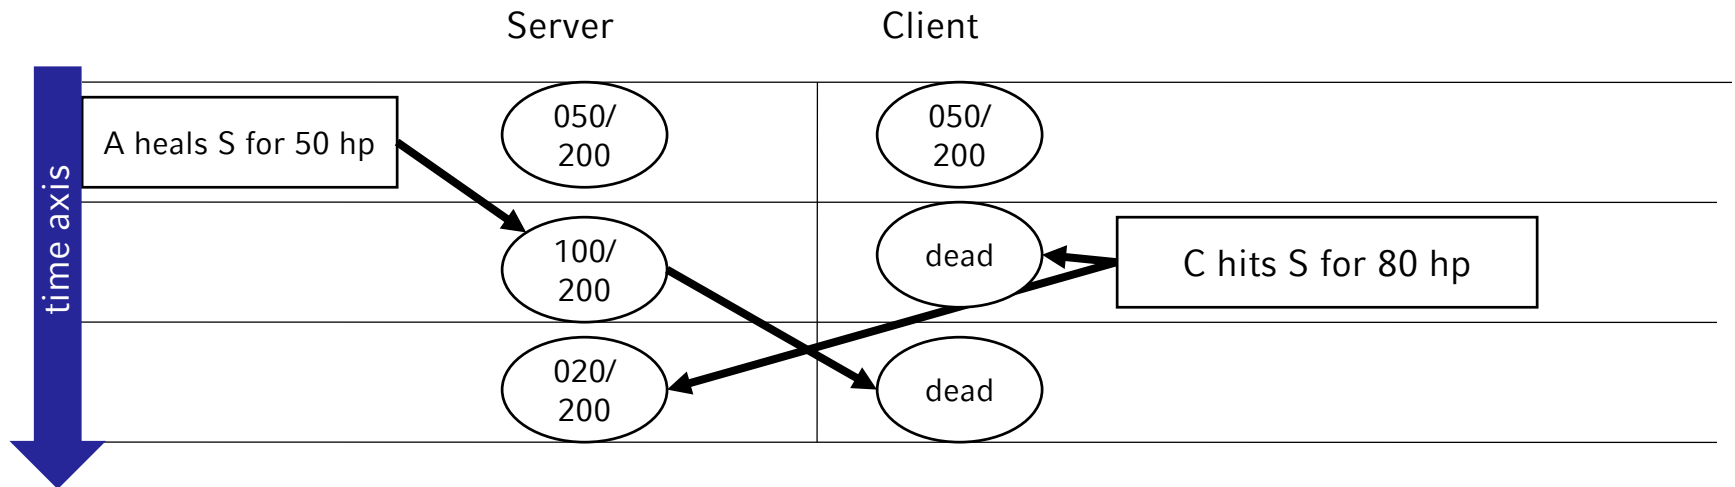 Server
Client
time axis
A heals S for 50 hp
050/
200
050/
200
100/
200
dead
C hits S for 80 hp
020/
200
dead